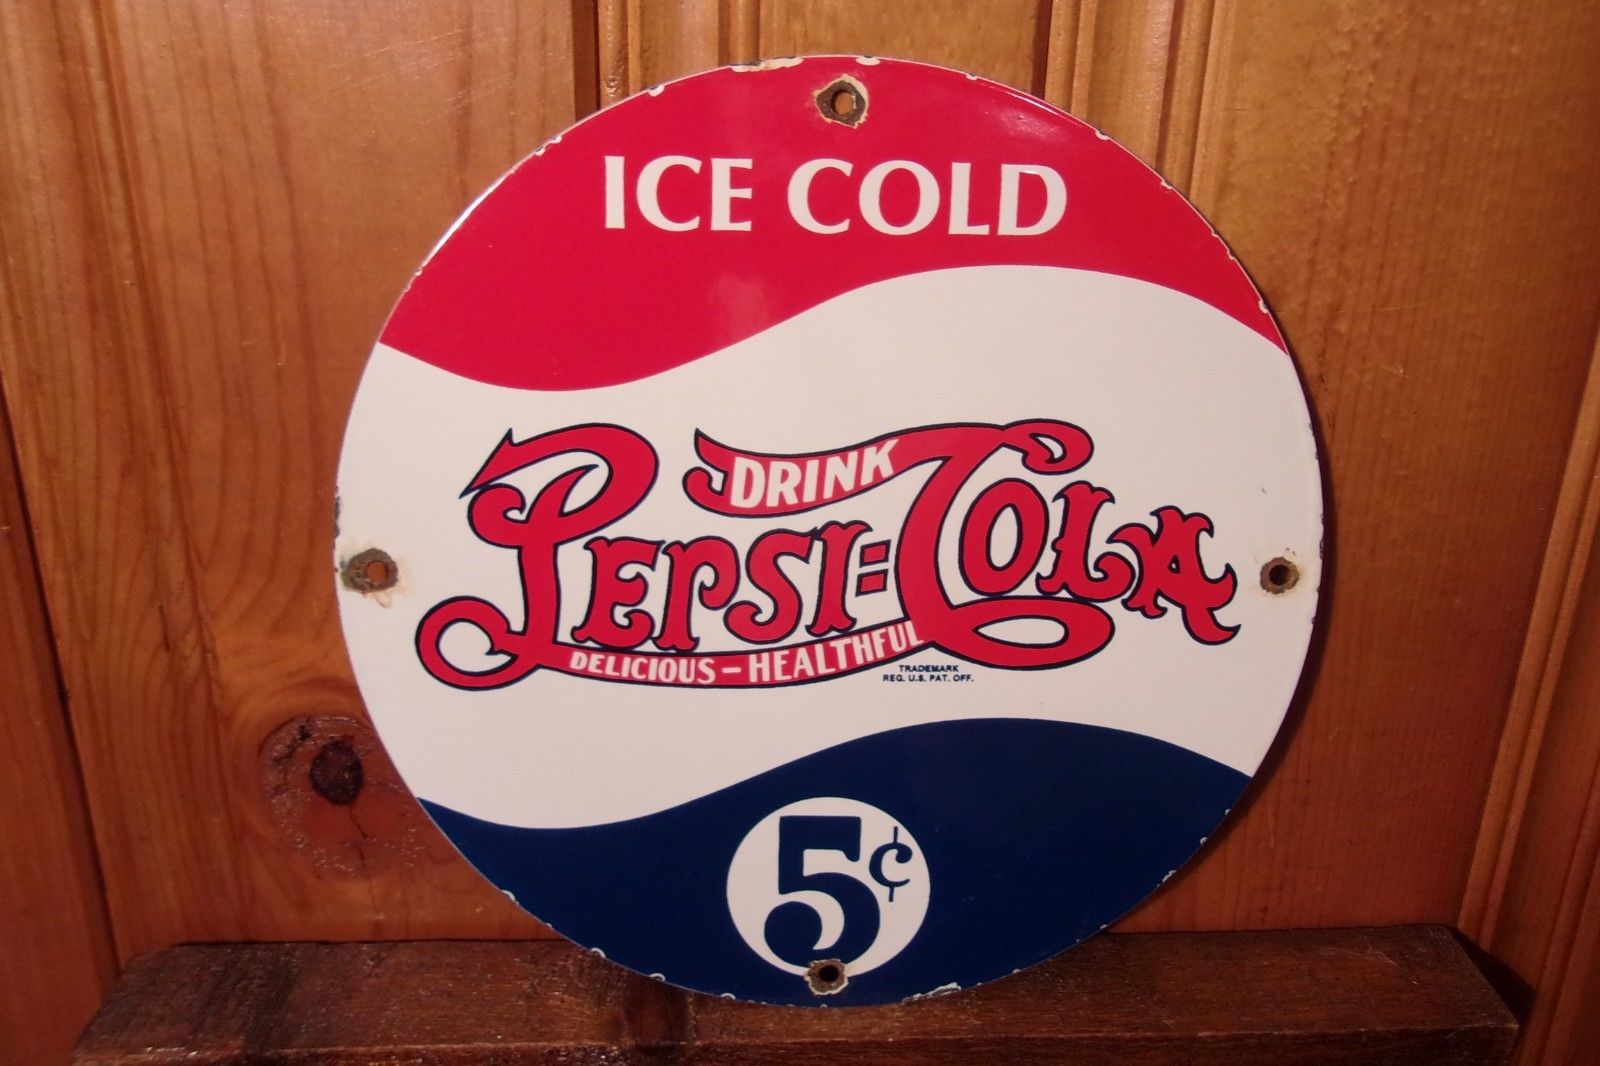 ICE COLD
DRINK
PEPSI=COLA
DELICIOUS-HEALTHFUL
TRADEMARK
REG. U.S. PAT. OFF.
5¢